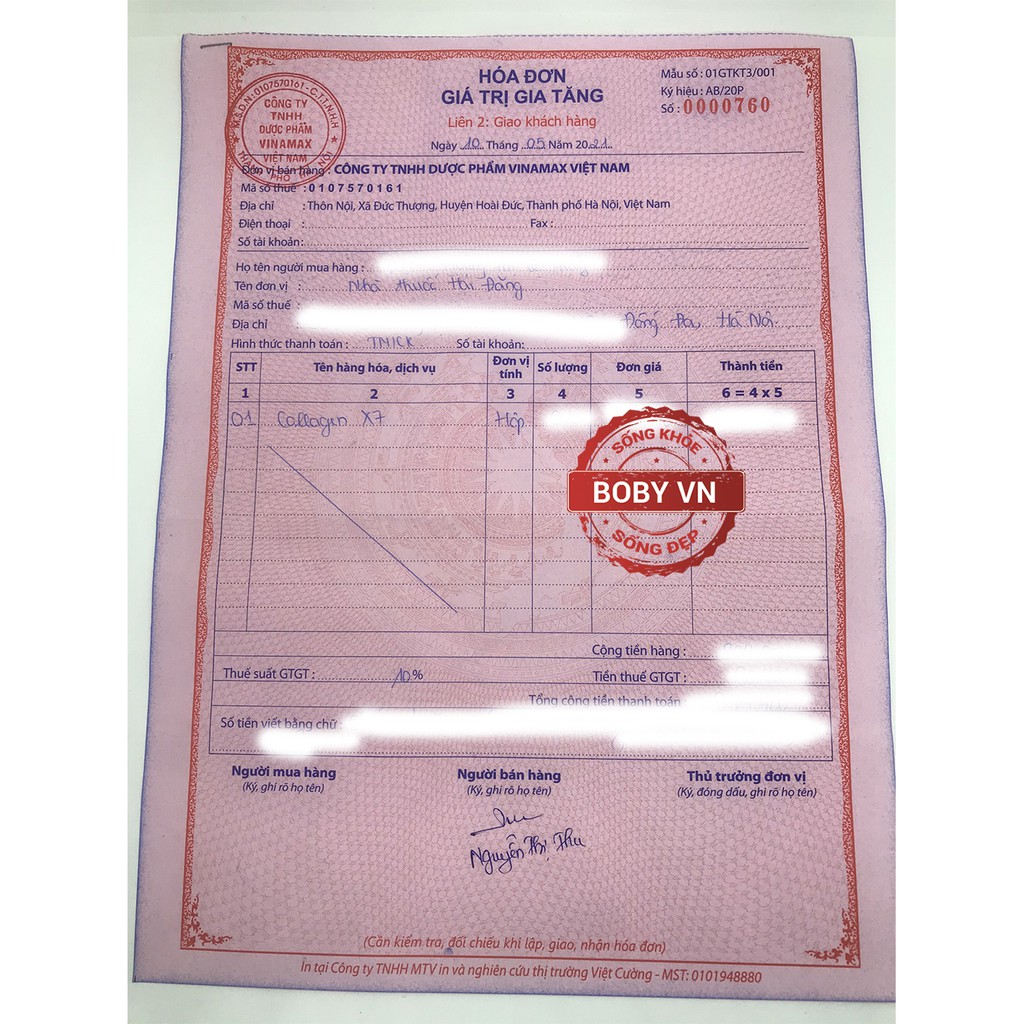 HÓA ĐƠN
GIÁ TRỊ GIA TĂNG
Liên 2: Giao khách hàng
Ngày 10 Tháng 05 Năm 2021
Mẫu số : 01GTKT3/001
Ký hiệu : AB/20P
Số : 0000760
M.S.D.N:0107570161-C.T.T.N.H.H
CÔNG TY
TNHH
DƯỢC PHẨM
VINAMAX
VIỆT NAM
Đơn vị bán hàng : CÔNG TY TNHH DƯỢC PHẨM VINAMAX VIỆT NAM
Mã số thuế : 0107570161
Địa chỉ : Thôn Nội, Xã Đức Thượng, Huyện Hoài Đức, Thành phố Hà Nội, Việt Nam
Điện thoại : Fax :
Số tài khoản:
Họ tên người mua hàng :
Tên đơn vị : Nhà thuốc Hải Đăng
Mã số thuế :
Địa chỉ Đống Đa, Hà Nội
Hình thức thanh toán : TM/CK Số tài khoản:
STT Tên hàng hóa, dịch vụ Đơn vị tính Số lượng Đơn giá Thành tiền
1 2 3 4 5 6 = 4 x 5
01 Collagen X7 Hộp
SỐNG KHỎE
BOBY VN
SỐNG ĐẸP
Cộng tiền hàng :
Thuế suất GTGT : 10 % Tiền thuế GTGT :
Tổng cộng tiền thanh toán
Số tiền viết bằng chữ :
Người mua hàng Người bán hàng Thủ trưởng đơn vị
(Ký, ghi rõ họ tên) (Ký, ghi rõ họ tên) (Ký, đóng dấu, ghi rõ họ tên)
Nguyễn Thị Thu
(Cần kiểm tra, đối chiếu khi lập, giao, nhận hóa đơn)
In tại Công ty TNHH MTV in và nghiên cứu thị trường Việt Cường - MST: 0101948880